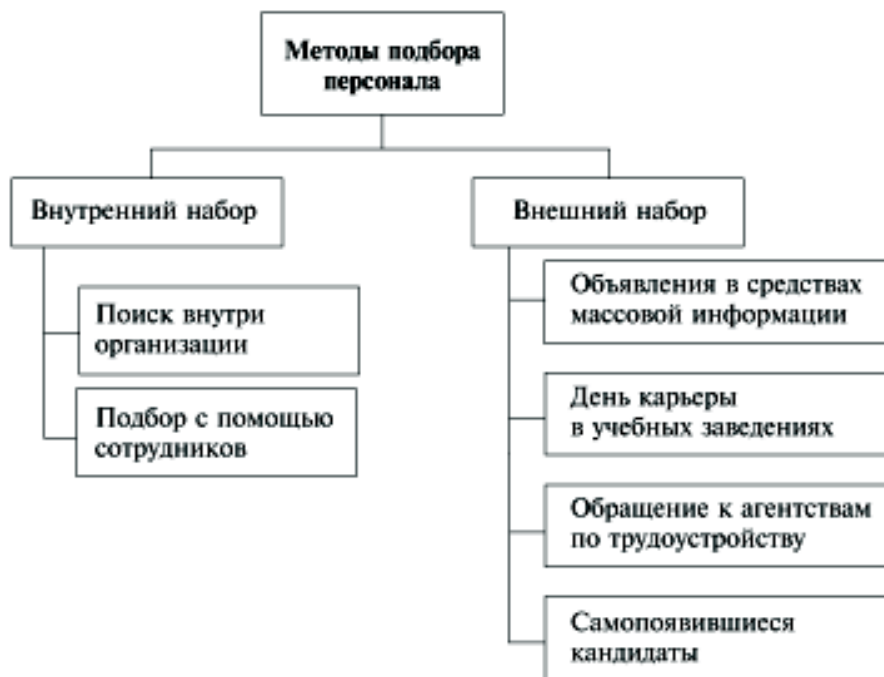 Методы подбора
персонала
Внутренний набор
Внешний набор
Поиск внутри
организации
Подбор с помощью
сотрудников
Объявления в средствах
массовой информации
День карьеры
в учебных заведениях
Обращение к агентствам
по трудоустройству
Самопоявившиеся
кандидаты